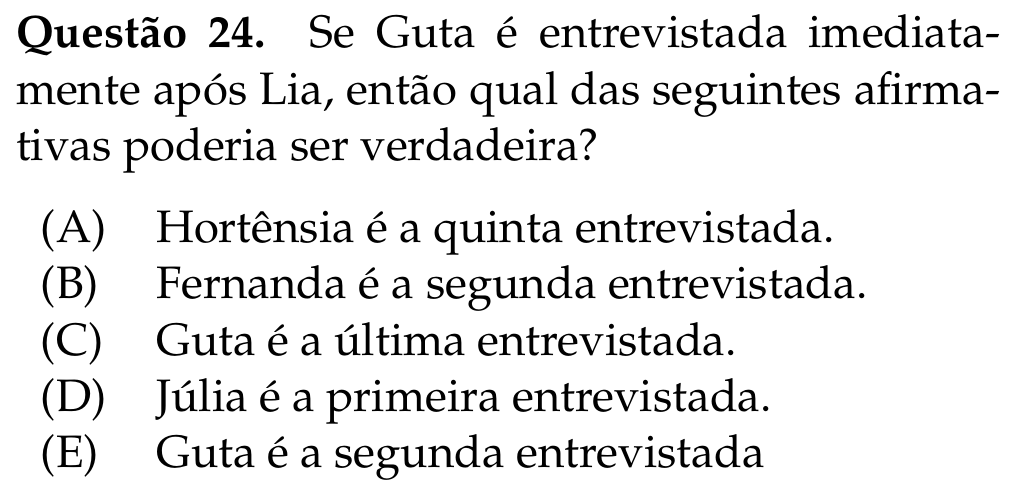 Questão 24. Se Guta é entrevistada imediata-
mente após Lia, então qual das seguintes afirma-
tivas poderia ser verdadeira?
(A) Hortênsia é a quinta entrevistada.
(B) Fernanda é a segunda entrevistada.
(C) Guta é a última entrevistada.
(D) Júlia é a primeira entrevistada.
(E) Guta é a segunda entrevistada